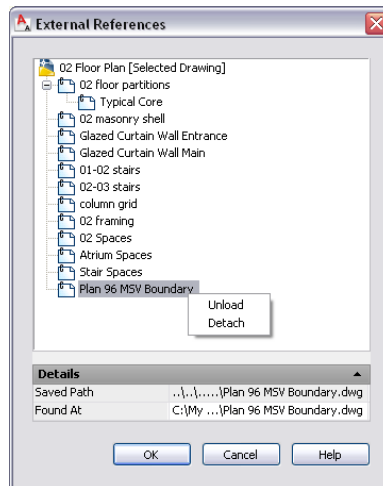 External References
02 Floor Plan [Selected Drawing]
02 floor partitions
Typical Core
02 masonry shell
Glazed Curtain Wall Entrance
Glazed Curtain Wall Main
01-02 stairs
02-03 stairs
column grid
02 framing
02 Spaces
Atrium Spaces
Stair Spaces
Plan 96 MSV Boundary
Unload
Detach
Details
Saved Path ..\..\.....\Plan 96 MSV Boundary.dwg
Found At C:\My ...\Plan 96 MSV Boundary.dwg
OK Cancel Help